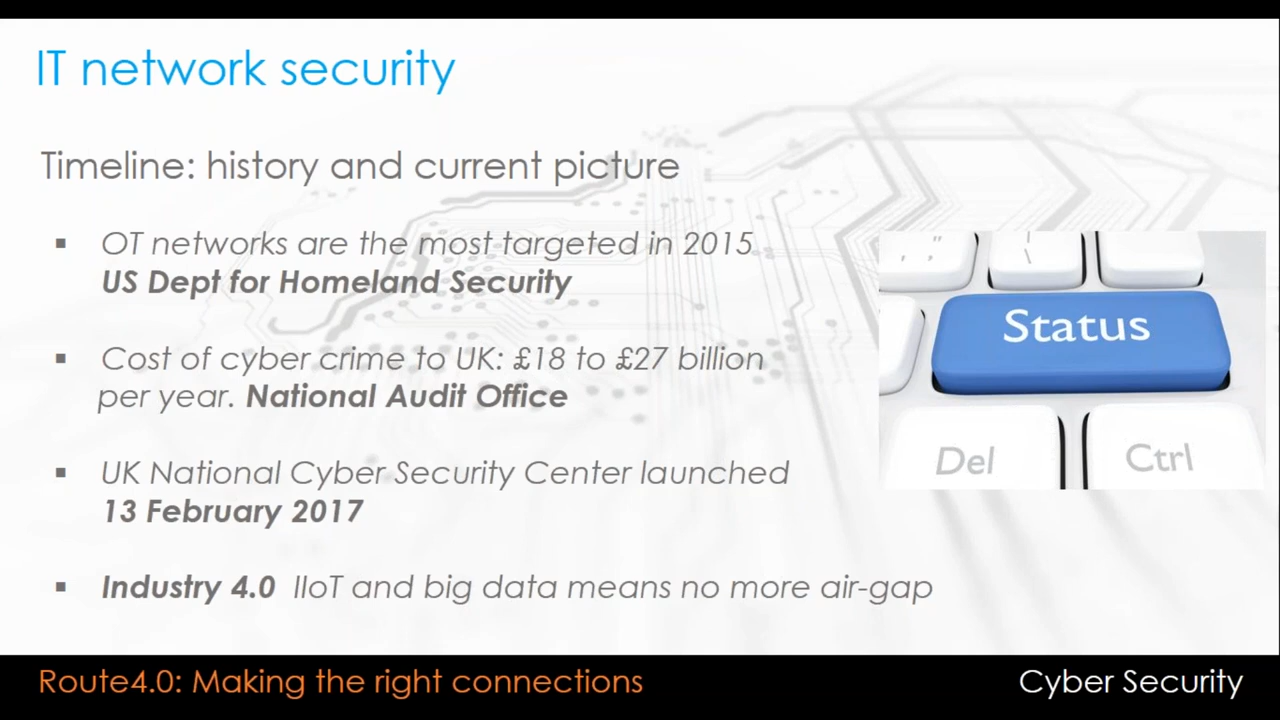 IT network security
Timeline: history and current picture
▪ OT networks are the most targeted in 2015
US Dept for Homeland Security
▪ Cost of cyber crime to UK: £18 to £27 billion
per year. National Audit Office
▪ UK National Cyber Security Center launched
13 February 2017
▪ Industry 4.0 IIoT and big data means no more air-gap
Status
Del
Ctrl
Route4.0: Making the right connections
Cyber Security